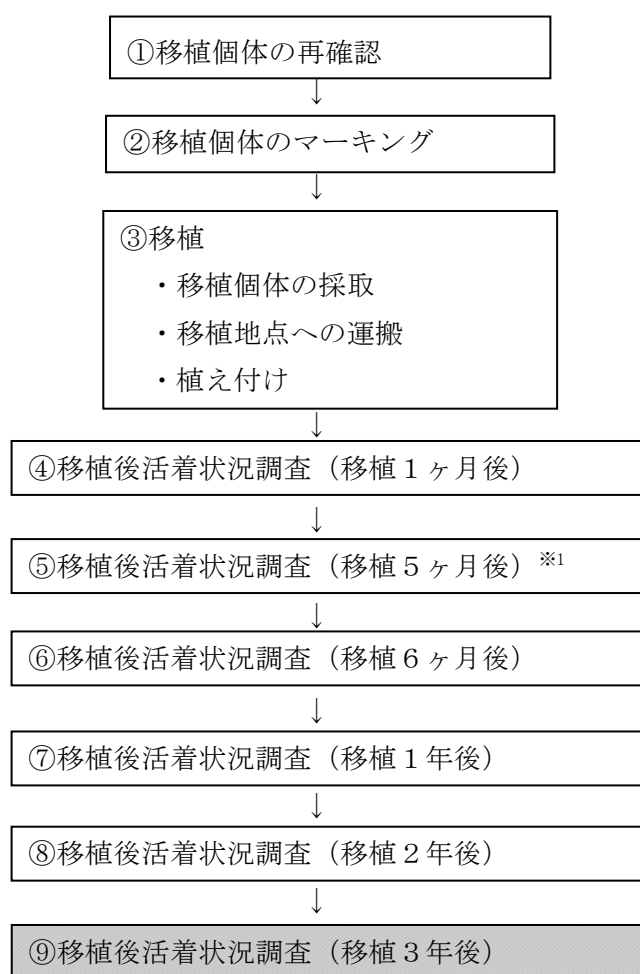 ①移植個体の再確認
↓
②移植個体のマーキング
↓
③移植
・移植個体の採取
・移植地点への運搬
・植え付け
↓
④移植後活着状況調査（移植１ヶ月後）
↓
⑤移植後活着状況調査（移植５ヶ月後）※1
↓
⑥移植後活着状況調査（移植６ヶ月後）
↓
⑦移植後活着状況調査（移植１年後）
↓
⑧移植後活着状況調査（移植２年後）
↓
⑨移植後活着状況調査（移植３年後）